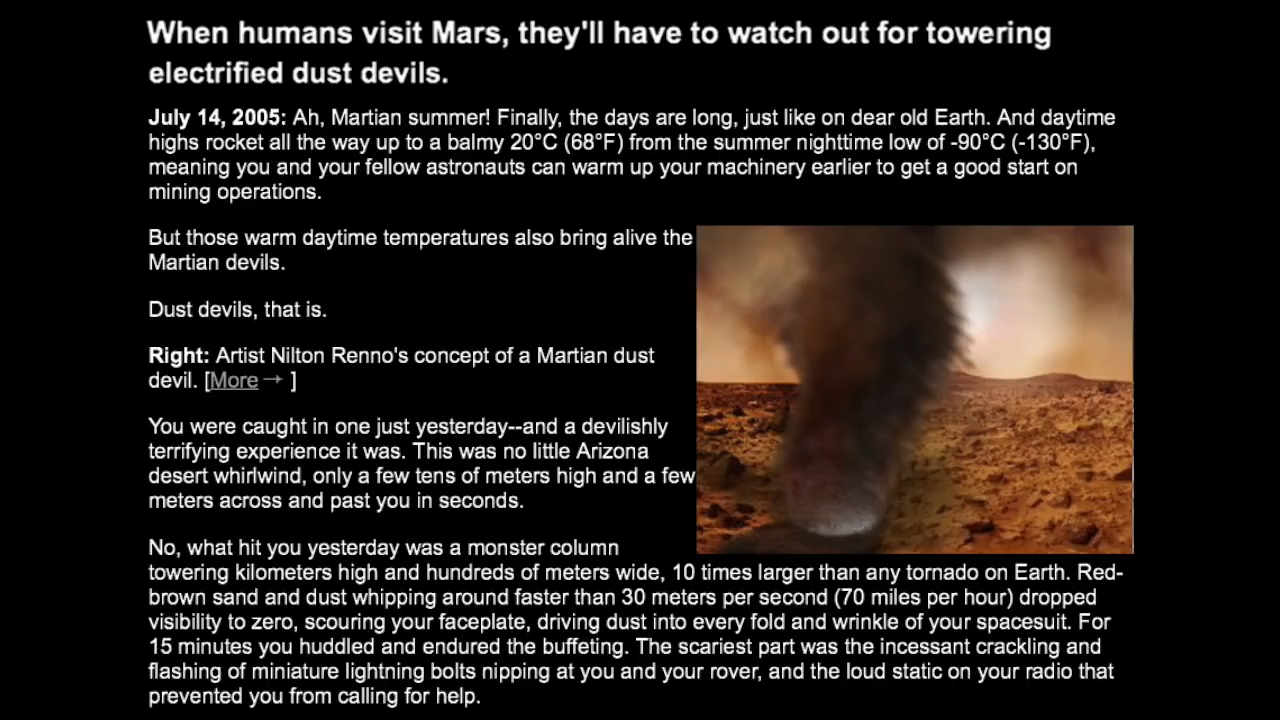 When humans visit Mars, they'll have to watch out for towering
electrified dust devils.
July 14, 2005: Ah, Martian summer! Finally, the days are long, just like on dear old Earth. And daytime
highs rocket all the way up to a balmy 20°C (68°F) from the summer nighttime low of -90°C (-130°F),
meaning you and your fellow astronauts can warm up your machinery earlier to get a good start on
mining operations.
But those warm daytime temperatures also bring alive the
Martian devils.
Dust devils, that is.
Right: Artist Nilton Renno's concept of a Martian dust
devil. [More→ ]
You were caught in one just yesterday--and a devilishly
terrifying experience it was. This was no little Arizona
desert whirlwind, only a few tens of meters high and a few
meters across and past you in seconds.
No, what hit you yesterday was a monster column
towering kilometers high and hundreds of meters wide, 10 times larger than any tornado on Earth. Red-
brown sand and dust whipping around faster than 30 meters per second (70 miles per hour) dropped
visibility to zero, scouring your faceplate, driving dust into every fold and wrinkle of your spacesuit. For
15 minutes you huddled and endured the buffeting. The scariest part was the incessant crackling and
flashing of miniature lightning bolts nipping at you and your rover, and the loud static on your radio that
prevented you from calling for help.